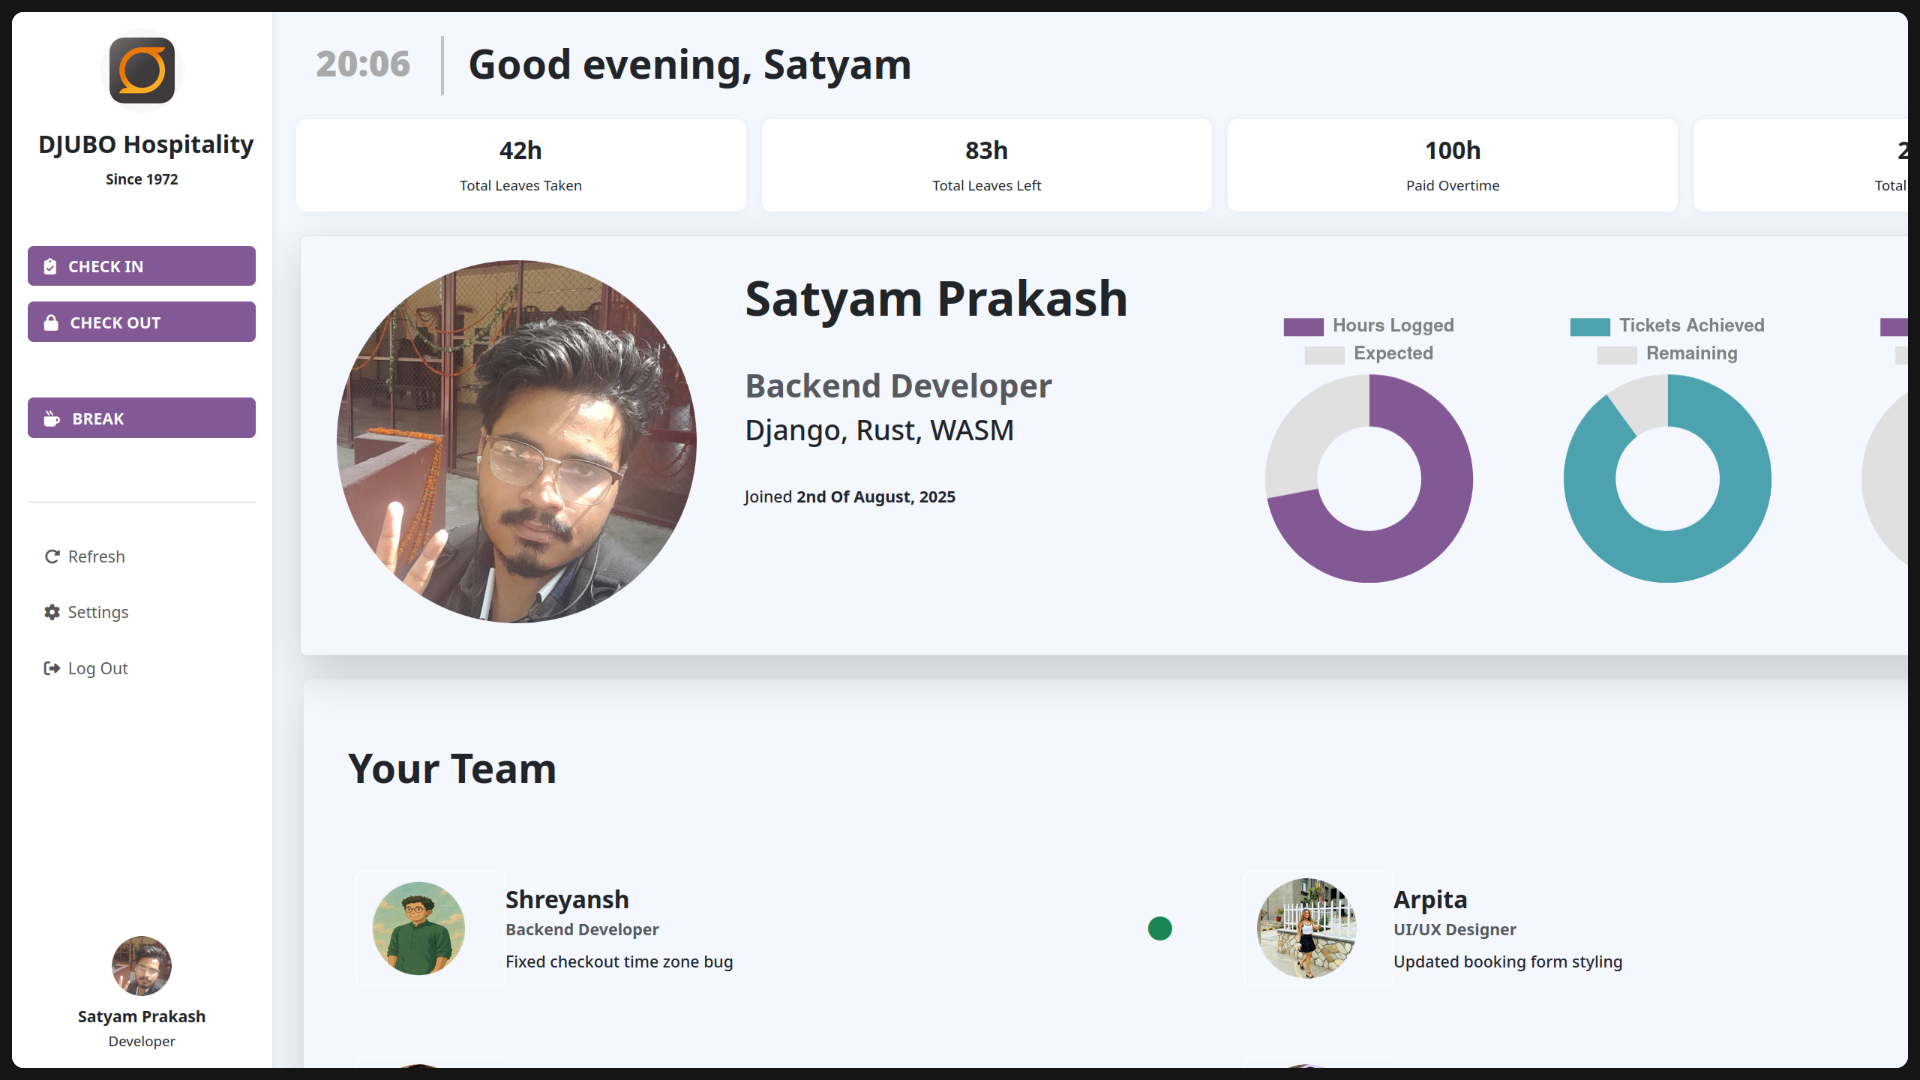 DJUBO Hospitality
Since 1972
CHECK IN
CHECK OUT
BREAK
Refresh
Settings
Log Out
Satyam Prakash
Developer
20:06
Good evening, Satyam
42h
Total Leaves Taken
83h
Total Leaves Left
100h
Paid Overtime
2
Total
Satyam Prakash
Backend Developer
Django, Rust, WASM
Joined 2nd Of August, 2025
Hours Logged
Expected
Tickets Achieved
Remaining
Your Team
Shreyansh
Backend Developer
Fixed checkout time zone bug
Arpita
UI/UX Designer
Updated booking form styling